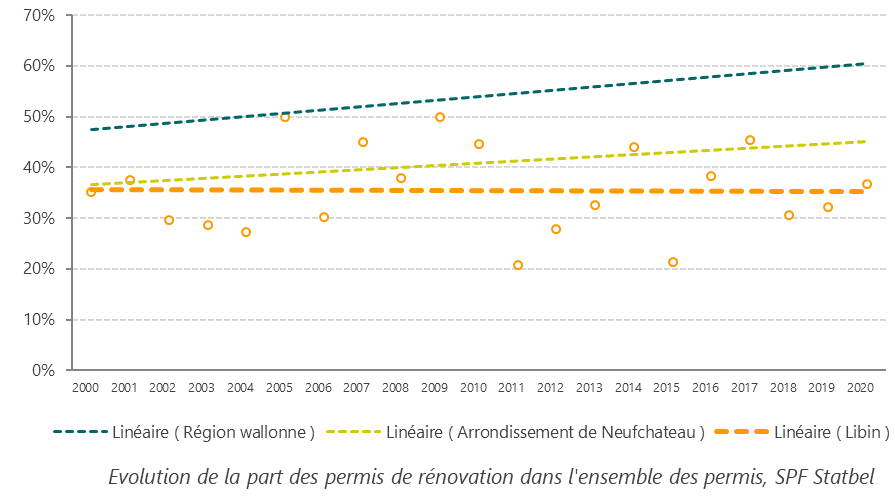 70%
60%
50%
40%
30%
20%
10%
0%
2000 2001 2002 2003 2004 2005 2006 2007 2008 2009 2010 2011 2012 2013 2014 2015 2016 2017 2018 2019 2020
Linéaire ( Région wallonne ) Linéaire ( Arrondissement de Neufchateau ) Linéaire ( Libin )
Evolution de la part des permis de rénovation dans l'ensemble des permis, SPF Statbel